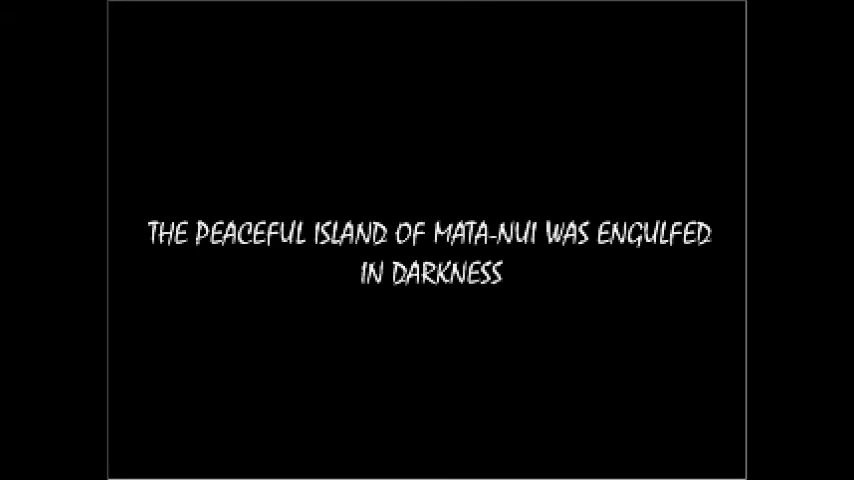 THE PEACEFUL ISLAND OF MATA-NUI WAS ENGULFED
IN DARKNESS